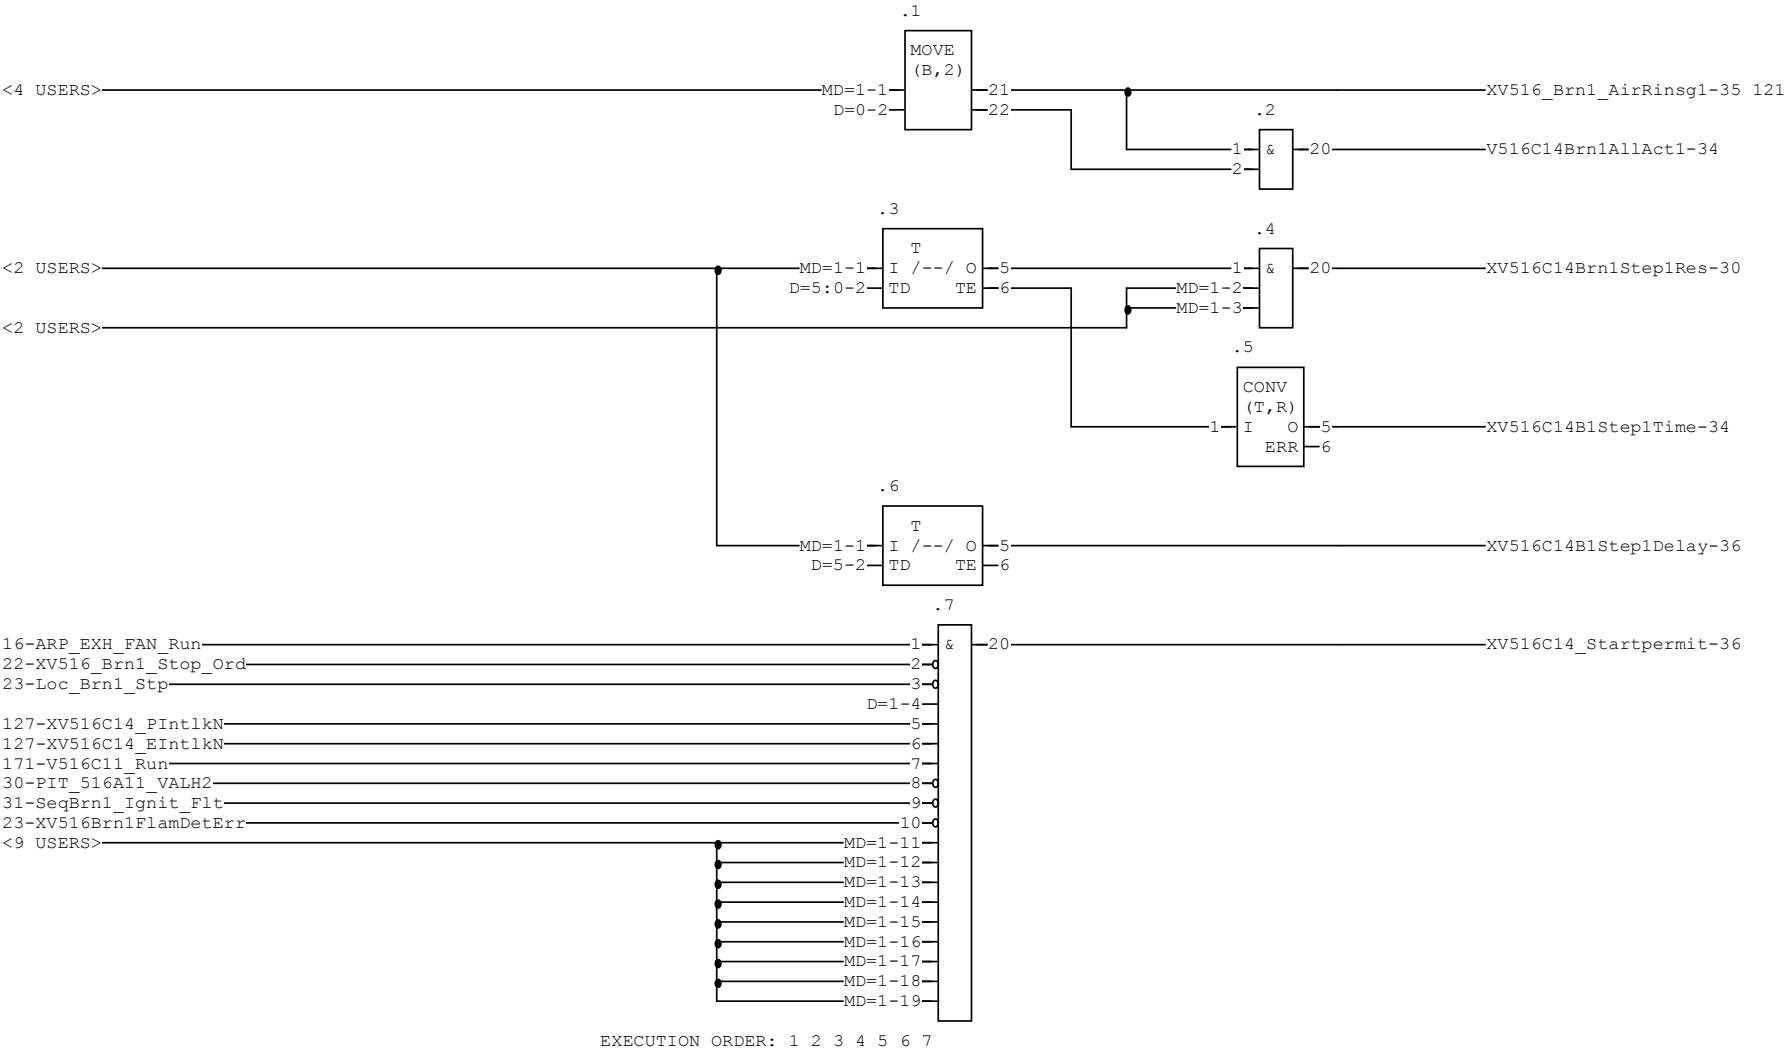 .1
MOVE
(B,2)
<4 USERS> MD=1-1 21 XV516_Brn1_AirRinsg1-35 121
D=0-2 22 .2
1 & 20 V516C14Brn1AllAct1-34
2
.3
.4
T
<2 USERS> MD=1-1 I /--/ O 5 1 & 20 XV516C14Brn1Step1Res-30
D=5:0-2 TD TE 6 MD=1-2
MD=1-3
<2 USERS>
.5
CONV
(T,R)
1 I O 5 XV516C14B1Step1Time-34
ERR 6
.6
T
MD=1-1 I /--/ O 5 XV516C14B1Step1Delay-36
D=5-2 TD TE 6
.7
16-ARP_EXH_FAN_Run 1 & 20 XV516C14_Startpermit-36
22-XV516_Brn1_Stop_Ord 2
23-Loc_Brn1_Stp 3
D=1-4
127-XV516C14_PIntlkN 5
127-XV516C14_EIntlkN 6
171-V516C11_Run 7
30-PIT_516A11_VALH2 8
31-SeqBrn1_Ignit_Flt 9
23-XV516Brn1FlamDetErr 10
<9 USERS> MD=1-11
MD=1-12
MD=1-13
MD=1-14
MD=1-15
MD=1-16
MD=1-17
MD=1-18
MD=1-19
EXECUTION ORDER: 1 2 3 4 5 6 7